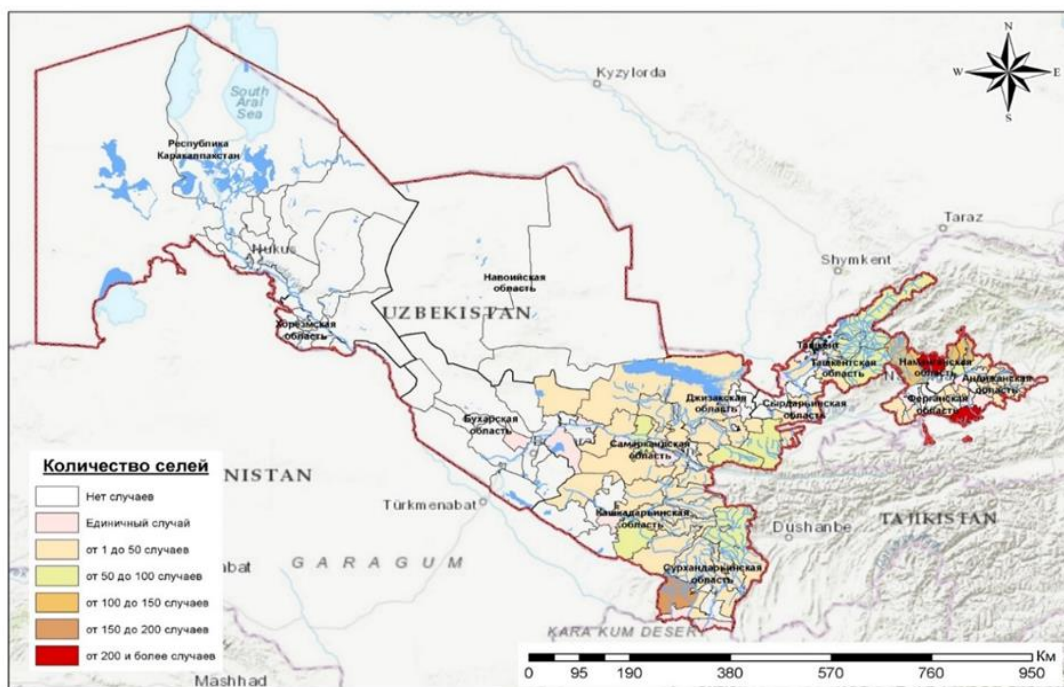 N
W E
S
Kyzylorda
South
Aral
Sea
Республика
Каракалпакстан
Taraz
Shymkent
Nukus
Навоийская
область
UZBEKISTAN
Хорезмская
область
Ташкент
Ташкентская
область
Наманганская
область
Андижанская
область
Ферганская
область
Джизакская
область
Сырдарьинская
область
Бухарская
область
Самаркандская
область
Количество селей
NISTAN
Нет случаев
Единичный случай
от 1 до 50 случаев
от 50 до 100 случаев
от 100 до 150 случаев
от 150 до 200 случаев
от 200 и более случаев
Türkmenabat
Кашкадарьинская
область
Dushanbe
TAJIKISTAN
GARAGUM
abat
Сурхандарьинская
область
KARA KUM DESER
Mashhad
Км
0 95 190 380 570 760 950